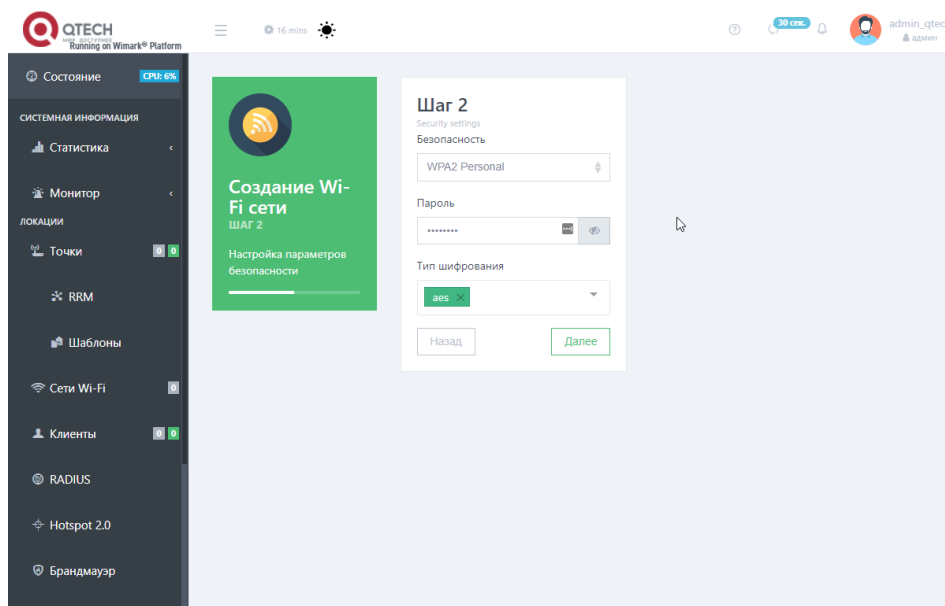 QTECH
МИР ДОСТУПНЕЕ
Running on Wimark® Platform
16 mins
30 сек.
admin_qtec
админ
Состояние
CPU: 6%
СИСТЕМНАЯ ИНФОРМАЦИЯ
Статистика
Монитор
ЛОКАЦИИ
Точки
0 0
RRM
Шаблоны
Сети Wi-Fi
0
Клиенты
0 0
RADIUS
Hotspot 2.0
Брандмауэр
Создание Wi-
Fi сети
ШАГ 2
Настройка параметров
безопасности
Шаг 2
Security settings
Безопасность
WPA2 Personal
Пароль
••••••••
Тип шифрования
aes
Назад
Далее